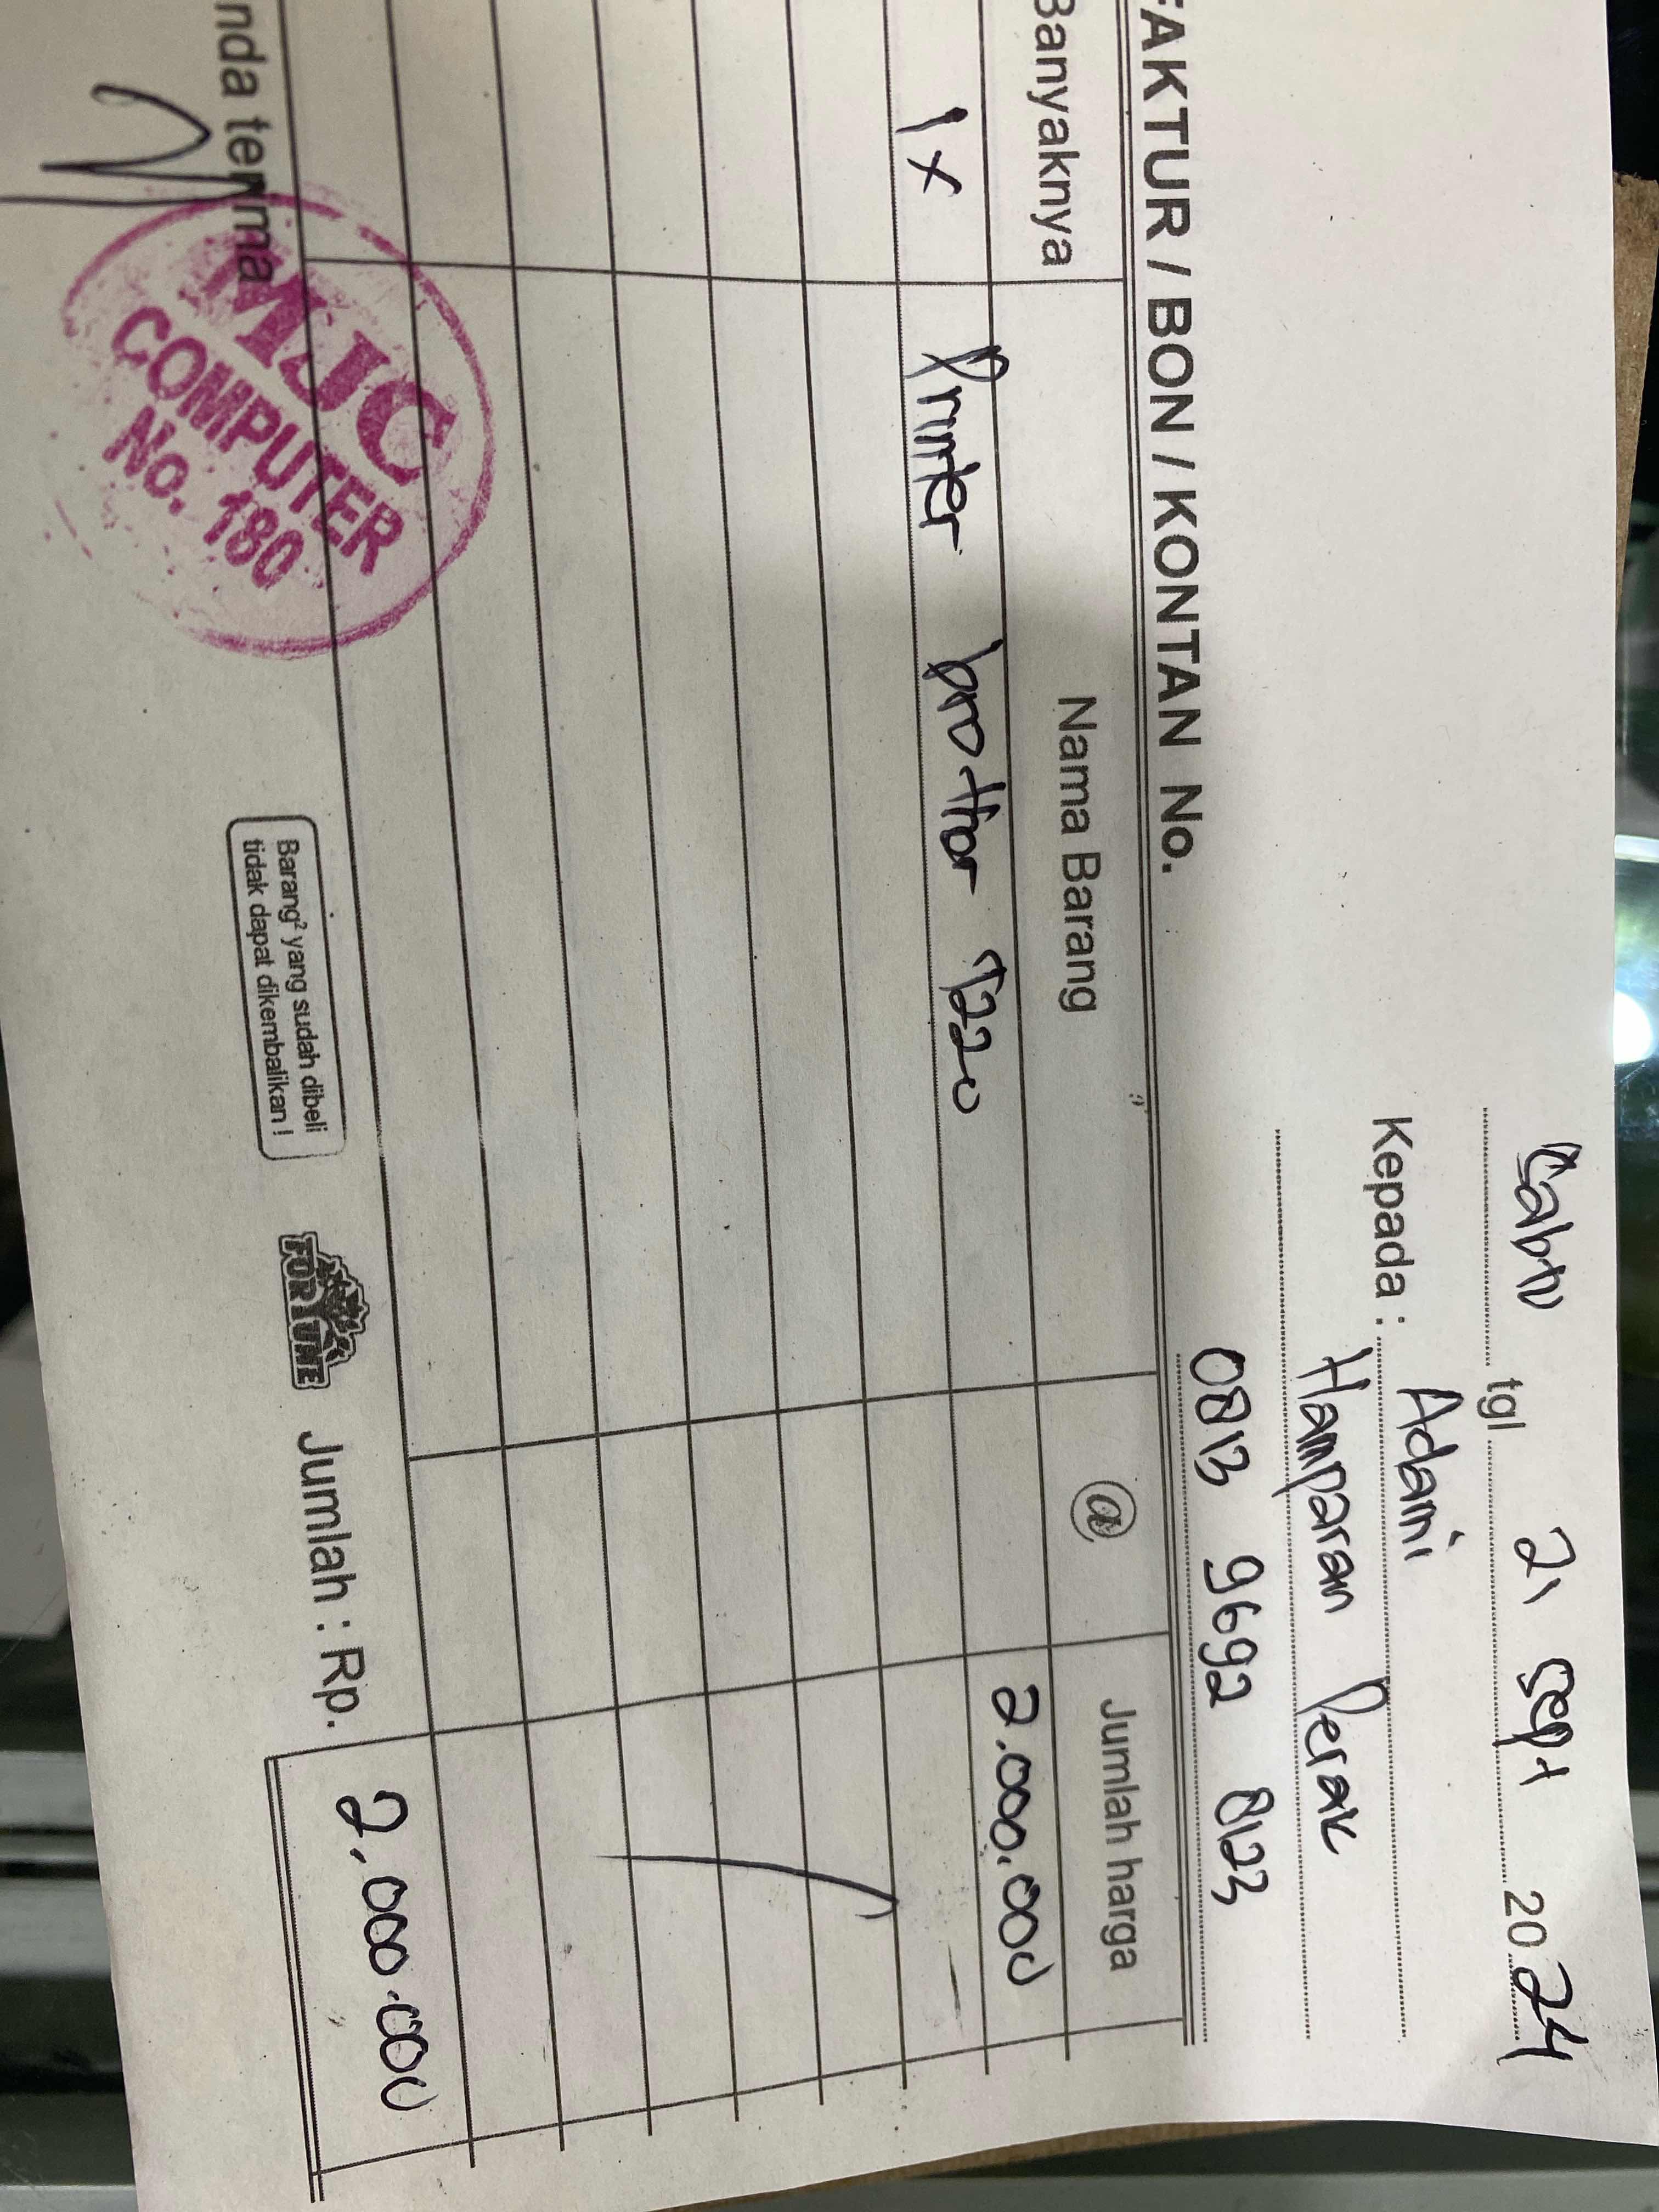 Sabtu tgl 21 Sept 2024
Kepada : Adami
Hamparan Perak
0813 9692 8123
FAKTUR / BON / KONTAN No.
Banyaknya Nama Barang @ Jumlah harga
1x Printer brother T220 2.000.000
nda terima
MJC
COMPUTER
No. 180
Barang² yang sudah dibeli
tidak dapat dikembalikan !
FORTUNE
Jumlah : Rp. 2.000.000